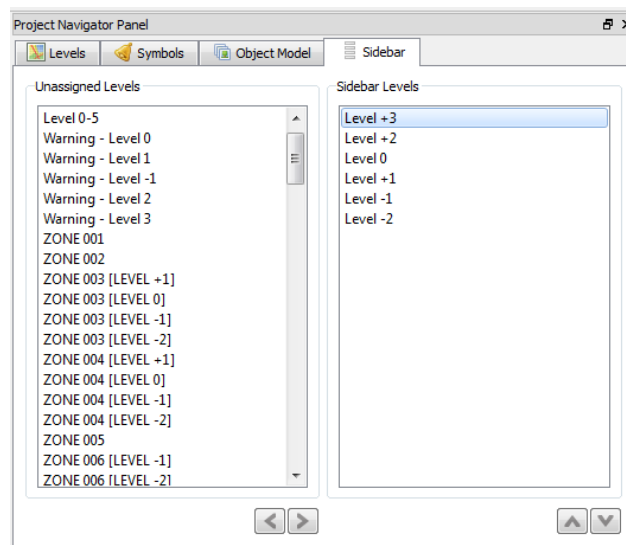 Project Navigator Panel
Levels Symbols Object Model Sidebar
Unassigned Levels
Level 0-5
Warning - Level 0
Warning - Level 1
Warning - Level -1
Warning - Level 2
Warning - Level 3
ZONE 001
ZONE 002
ZONE 003 [LEVEL +1]
ZONE 003 [LEVEL 0]
ZONE 003 [LEVEL -1]
ZONE 003 [LEVEL -2]
ZONE 004 [LEVEL +1]
ZONE 004 [LEVEL 0]
ZONE 004 [LEVEL -1]
ZONE 004 [LEVEL -2]
ZONE 005
ZONE 006 [LEVEL -1]
ZONE 006 [LEVEL -2]
Sidebar Levels
Level +3
Level +2
Level 0
Level +1
Level -1
Level -2